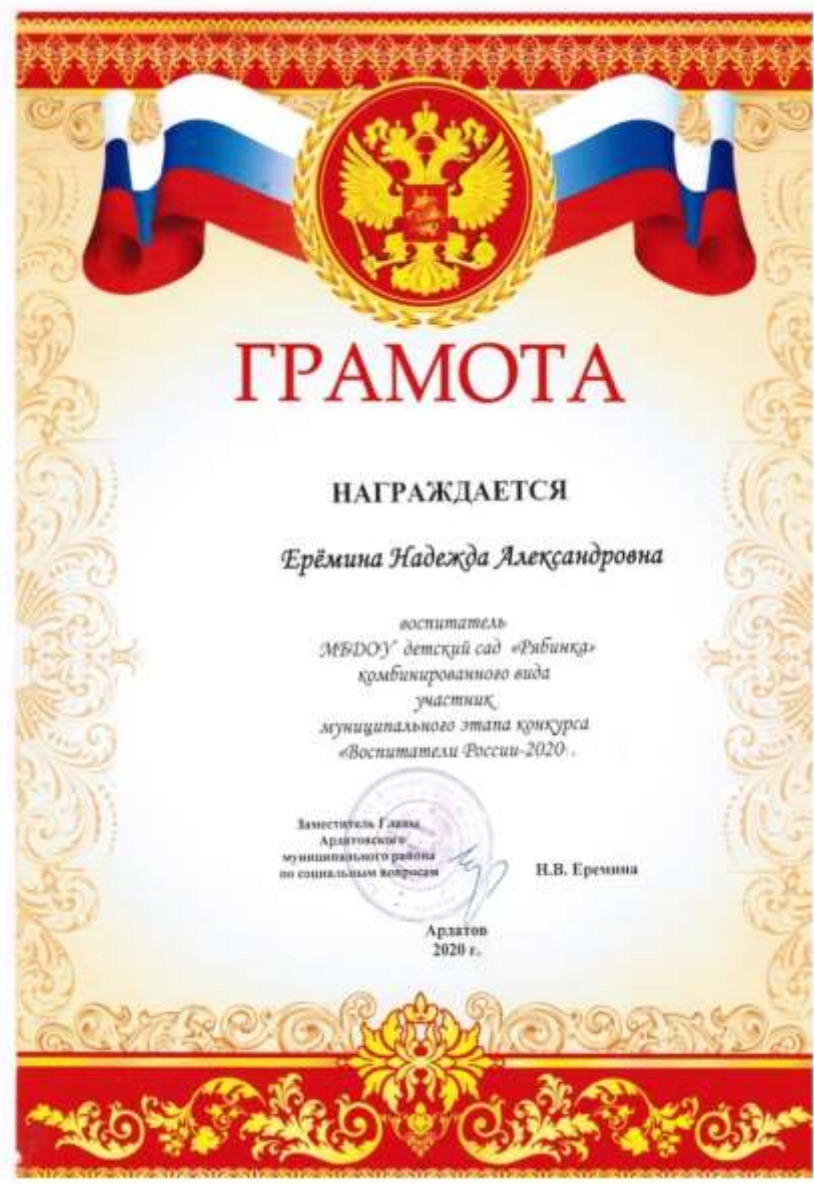 ГРАМОТА
НАГРАЖДАЕТСЯ
Ерёмина Надежда Александровна
воспитатель
МБДОУ детский сад «Рябинка»
комбинированного вида
участник
муниципального этапа конкурса
«Воспитатели России-2020».
Заместитель Главы
Ардатовского
муниципального района
по социальным вопросам
Н.В. Еремина
Ардатов
2020 г.